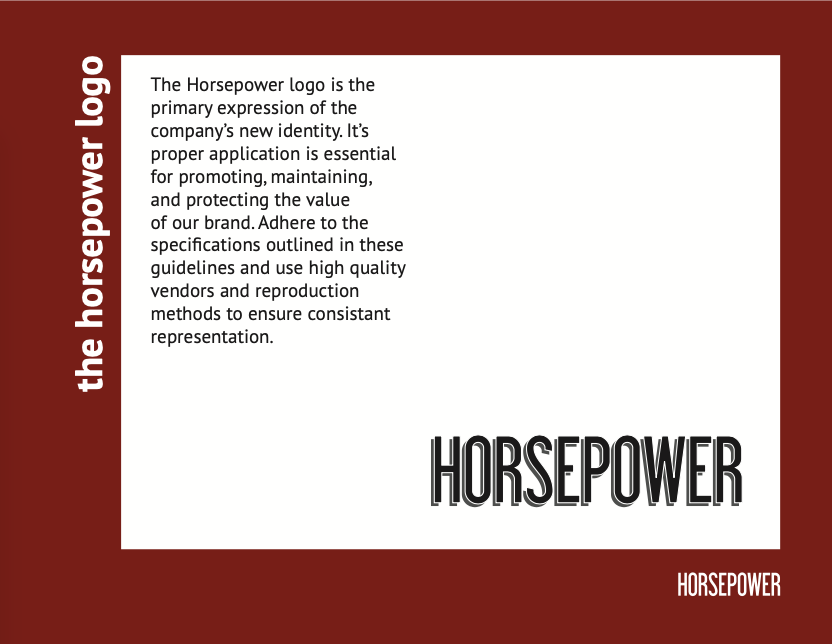 the horsepower logo
The Horsepower logo is the
primary expression of the
company’s new identity. It’s
proper application is essential
for promoting, maintaining,
and protecting the value
of our brand. Adhere to the
specifications outlined in these
guidelines and use high quality
vendors and reproduction
methods to ensure consistant
representation.
HORSEPOWER
HORSEPOWER